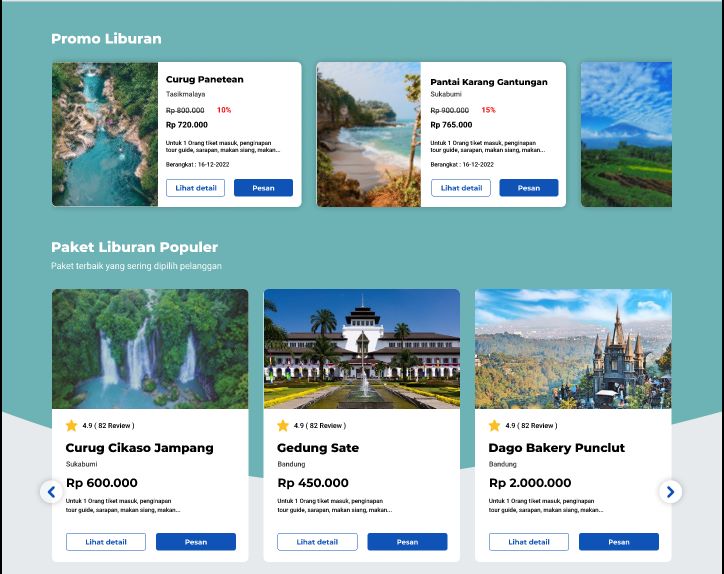 Promo Liburan
Curug Panetean
Tasikmalaya
Rp 800.000 10%
Rp 720.000
Untuk 1 Orang tiket masuk, penginapan
tour guide, sarapan, makan siang, makan...
Berangkat : 16-12-2022
Lihat detail Pesan
Pantai Karang Gantungan
Sukabumi
Rp 900.000 15%
Rp 765.000
Untuk 1 Orang tiket masuk, penginapan
tour guide, sarapan, makan siang, makan...
Berangkat : 16-12-2022
Lihat detail Pesan
Paket Liburan Populer
Paket terbaik yang sering dipilih pelanggan
4.9 ( 82 Review )
Curug Cikaso Jampang
Sukabumi
Rp 600.000
Untuk 1 Orang tiket masuk, penginapan
tour guide, sarapan, makan siang, makan...
Lihat detail Pesan
4.9 ( 82 Review )
Gedung Sate
Bandung
Rp 450.000
Untuk 1 Orang tiket masuk, penginapan
tour guide, sarapan, makan siang, makan...
Lihat detail Pesan
4.9 ( 82 Review )
Dago Bakery Punclut
Bandung
Rp 2.000.000
Untuk 1 Orang tiket masuk, penginapan
tour guide, sarapan, makan siang, makan...
Lihat detail Pesan